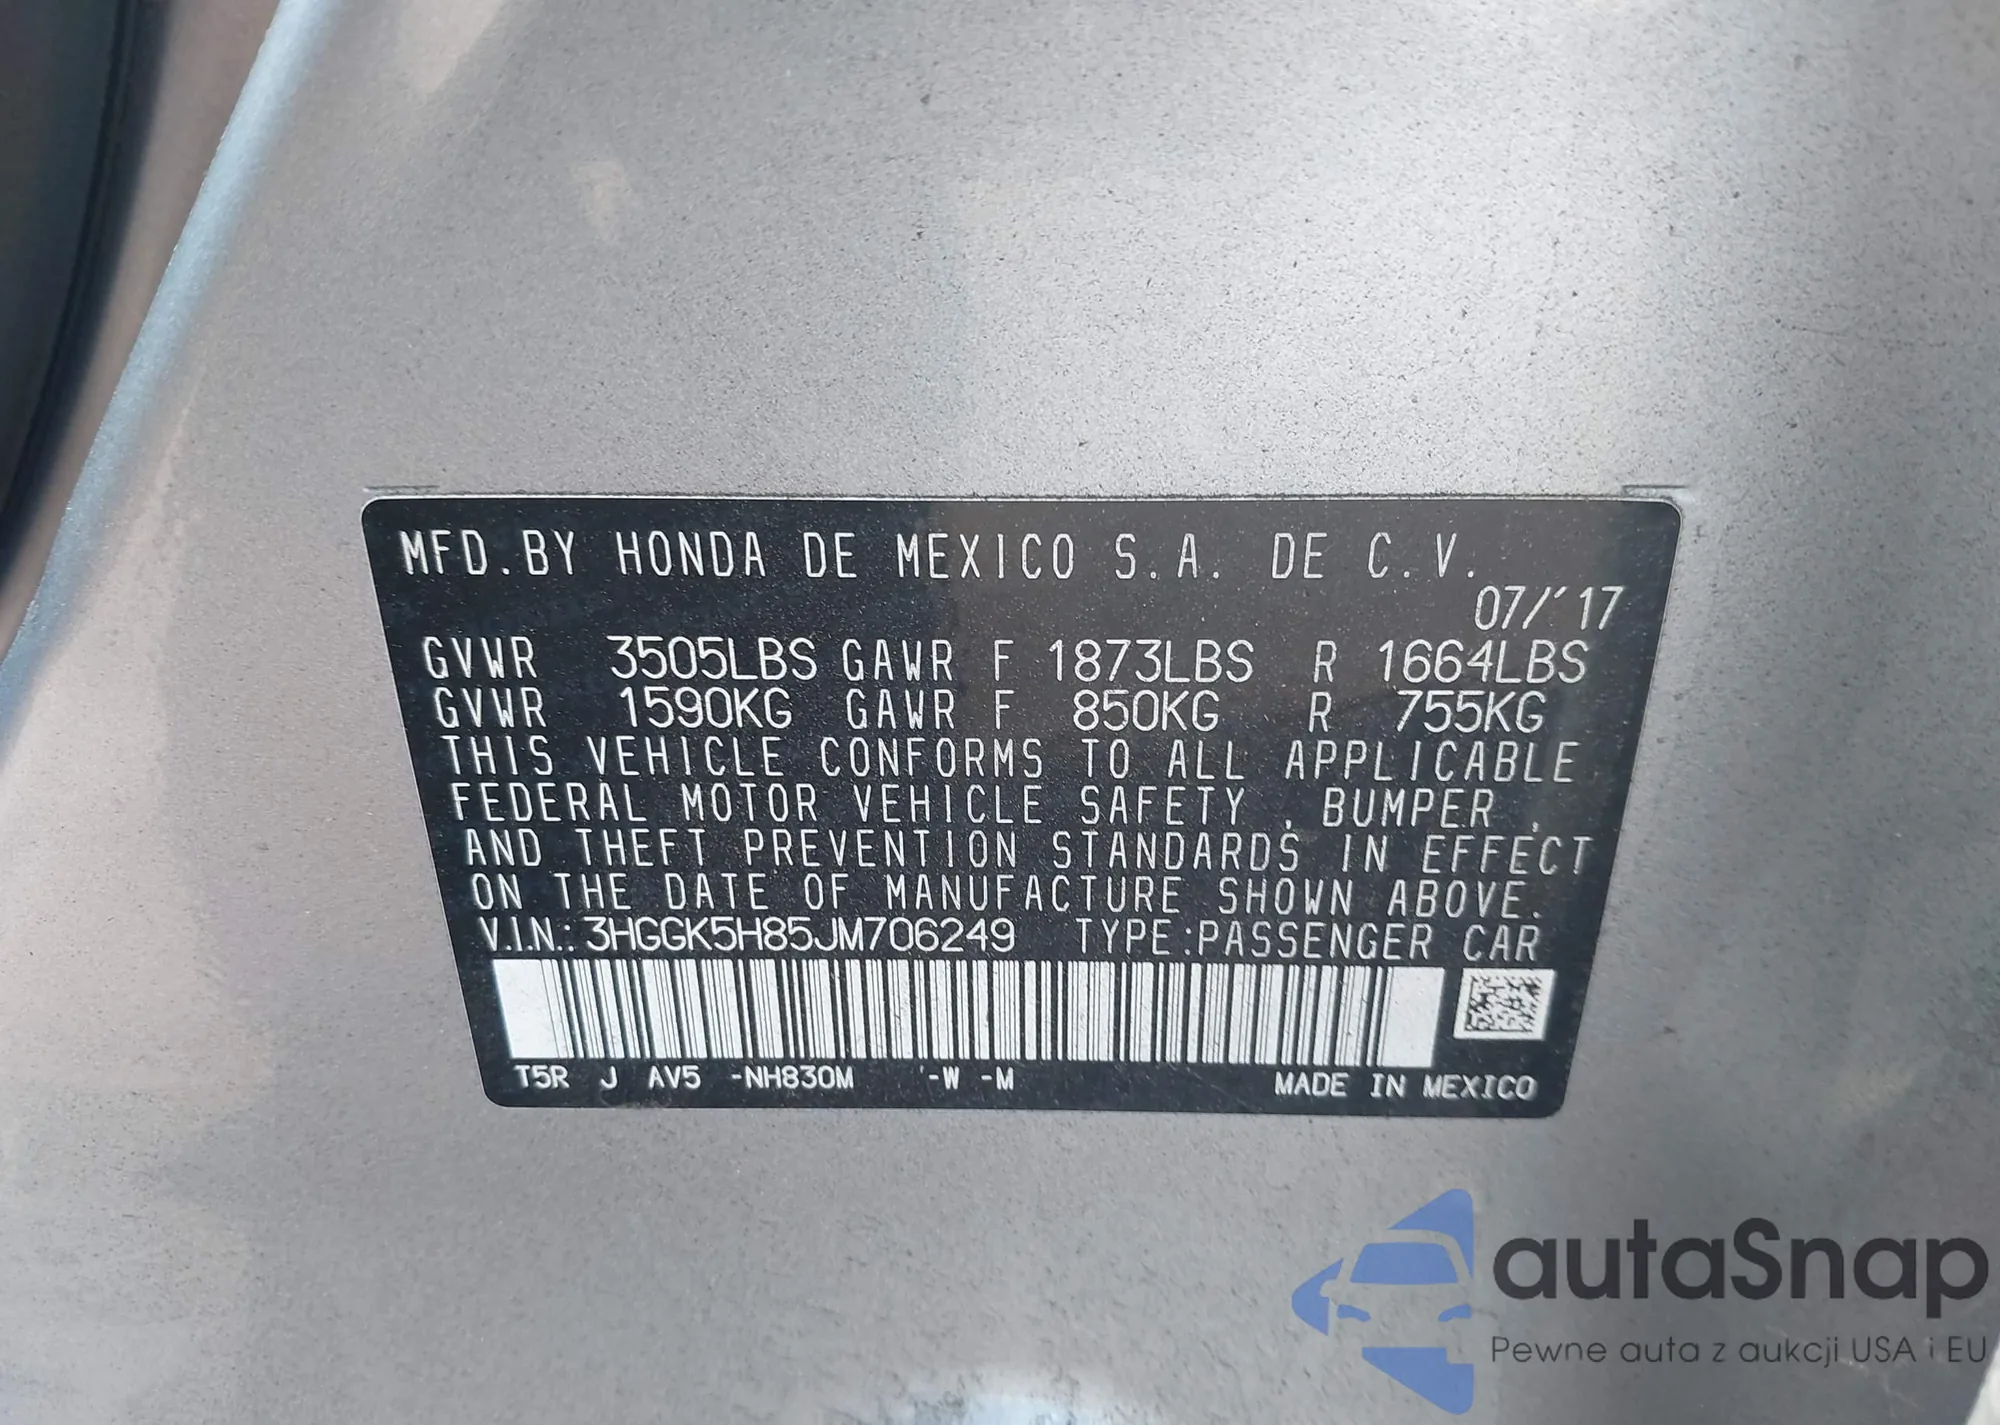 MFD.BY HONDA DE MEXICO S.A. DE C.V.
07/'17
GVWR 3505LBS GAWR F 1873LBS R 1664LBS
GVWR 1590KG GAWR F 850KG R 755KG
THIS VEHICLE CONFORMS TO ALL APPLICABLE
FEDERAL MOTOR VEHICLE SAFETY, BUMPER,
AND THEFT PREVENTION STANDARDS IN EFFECT
ON THE DATE OF MANUFACTURE SHOWN ABOVE.
V.I.N.: 3HGGK5H85JM706249 TYPE:PASSENGER CAR
T5R J AV5 -NH830M '-W -M MADE IN MEXICO
autaSnap
Pewne auta z aukcji USA i EU